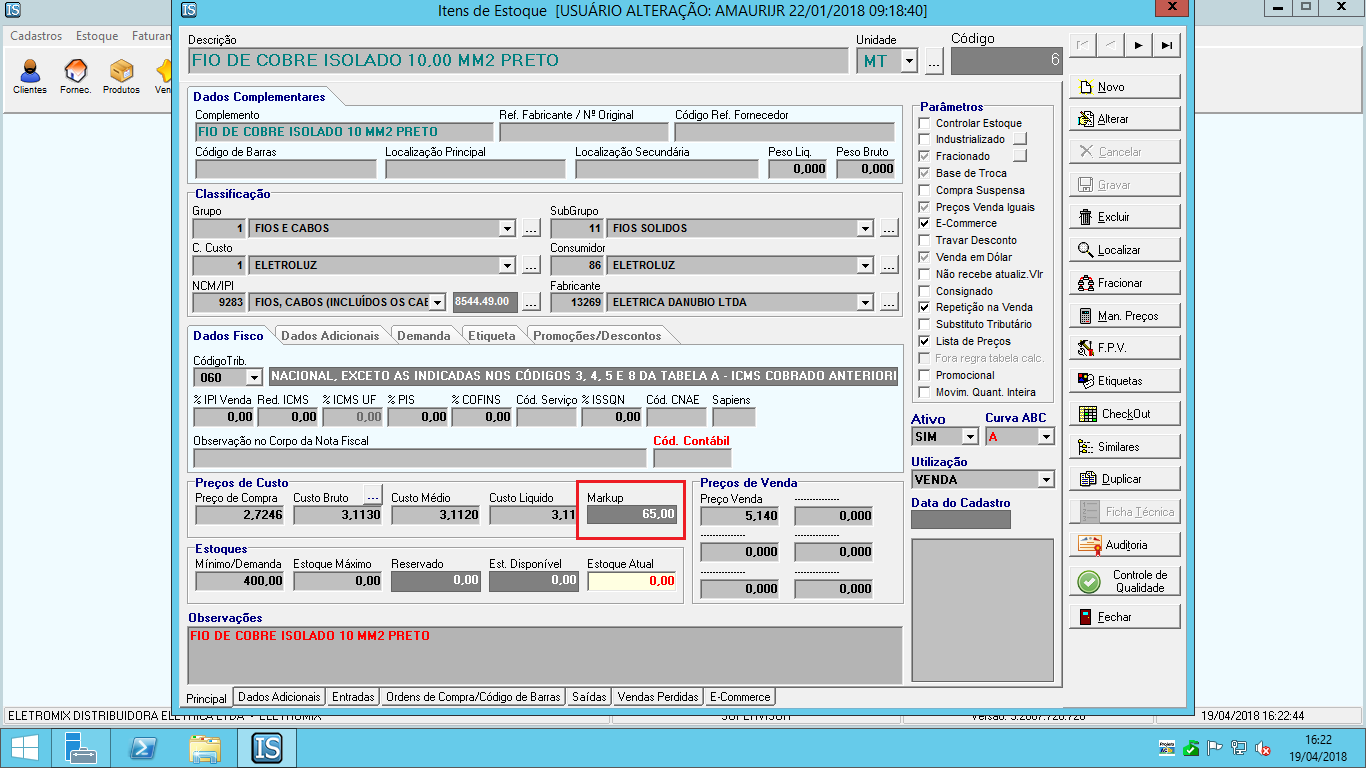 Itens de Estoque [USUÁRIO ALTERAÇÃO: AMAURIJR 22/01/2018 09:18:40]
Cadastros Estoque Faturan
Clientes Fornec. Produtos Ven
Descrição Unidade Código
FIO DE COBRE ISOLADO 10,00 MM2 PRETO MT ... 6
Dados Complementares
Complemento Ref. Fabricante / Nº Original Código Ref. Fornecedor
FIO DE COBRE ISOLADO 10 MM2 PRETO
Código de Barras Localização Principal Localização Secundária Peso Liq. Peso Bruto
0,000 0,000
Classificação
Grupo SubGrupo
1 FIOS E CABOS ... 11 FIOS SOLIDOS ...
C. Custo Consumidor
1 ELETROLUZ ... 86 ELETROLUZ ...
NCM/IPI Fabricante
9283 FIOS, CABOS (INCLUÍDOS OS CAE 8544.49.00 ... 13269 ELETRICA DANUBIO LTDA ...
Dados Fisco Dados Adicionais Demanda Etiqueta Promoções/Descontos
CódigoTrib.
060 NACIONAL, EXCETO AS INDICADAS NOS CÓDIGOS 3, 4, 5 E 8 DA TABELA A - ICMS COBRADO ANTERIORI
% IPI Venda Red. ICMS % ICMS UF % PIS % COFINS Cód. Serviço % ISSQN Cód. CNAE Sapiens
0,00 0,00 0,00 0,00 0,00 0,00
Observação no Corpo da Nota Fiscal Cód. Contábil
Preços de Custo
Preço de Compra Custo Bruto ... Custo Médio Custo Liquido Markup
2,7246 3,1130 3,1120 3,11 65,00
Preços de Venda
Preço Venda ---------------
5,140 0,000
--------------- ---------------
0,000 0,000
--------------- ---------------
0,000 0,000
Estoques
Mínimo/Demanda Estoque Máximo Reservado Est. Disponível Estoque Atual
400,00 0,00 0,00 0,00 0,00
Observações
FIO DE COBRE ISOLADO 10 MM2 PRETO
Principal Dados Adicionais Entradas Ordens de Compra/Código de Barras Saídas Vendas Perdidas E-Commerce
Parâmetros
Controlar Estoque
Industrializado
Fracionado
Base de Troca
Compra Suspensa
Preços Venda Iguais
E-Commerce
Travar Desconto
Venda em Dólar
Não recebe atualiz.Vlr
Consignado
Repetição na Venda
Substituto Tributário
Lista de Preços
Fora regra tabela calc.
Promocional
Movim. Quant. Inteira
Ativo Curva ABC
SIM A
Utilização
VENDA
Data do Cadastro
Novo
Alterar
Cancelar
Gravar
Excluir
Localizar
Fracionar
Man. Preços
F.P.V.
Etiquetas
CheckOut
Similares
Duplicar
Ficha Técnica
Auditoria
Controle de
Qualidade
Fechar
ELETROMIX DISTRIBUIDORA ELETRICA LTDA - ELETROMIX SUPERVISOR Versão: 5.2607.720.720 19/04/2018 16:22:44
IS
16:22
19/04/2018